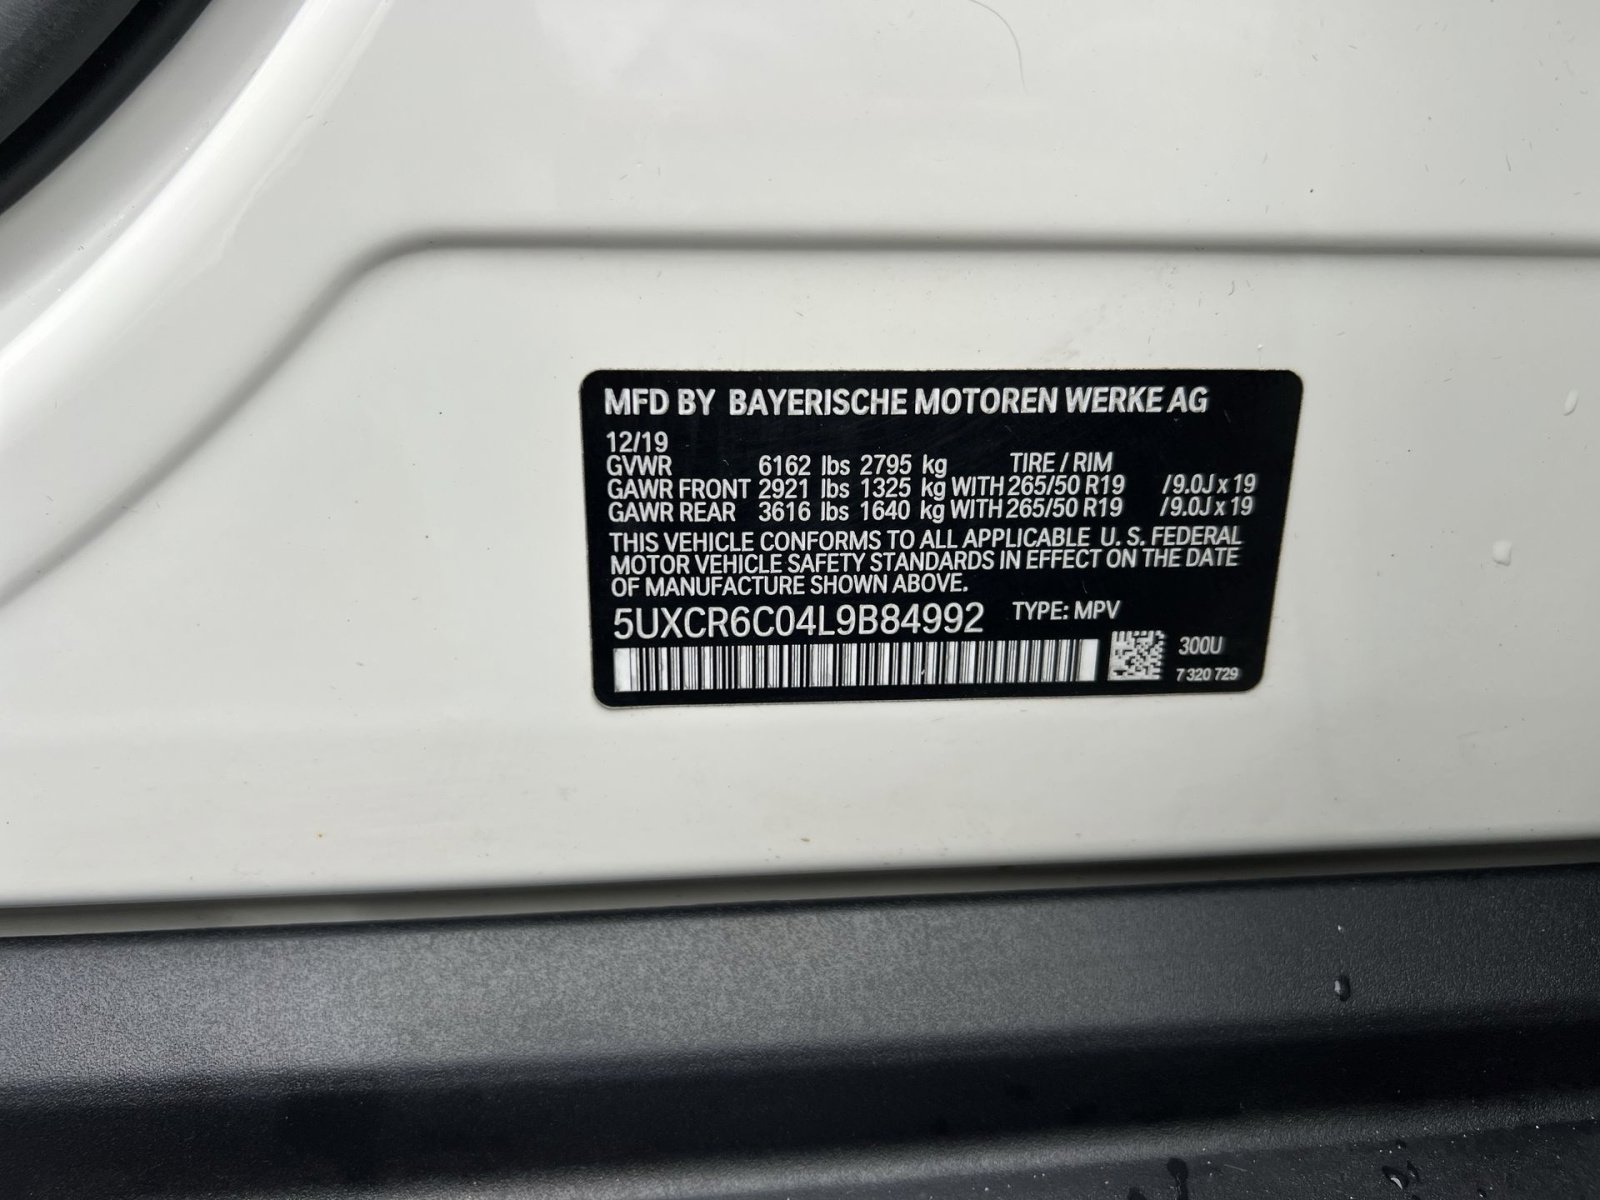 MFD BY BAYERISCHE MOTOREN WERKE AG
12/19
GVWR 6162 lbs 2795 kg TIRE / RIM
GAWR FRONT 2921 lbs 1325 kg WITH 265/50 R19 /9.0J x 19
GAWR REAR 3616 lbs 1640 kg WITH 265/50 R19 /9.0J x 19
THIS VEHICLE CONFORMS TO ALL APPLICABLE U. S. FEDERAL
MOTOR VEHICLE SAFETY STANDARDS IN EFFECT ON THE DATE
OF MANUFACTURE SHOWN ABOVE.
5UXCR6C04L9B84992 TYPE: MPV
300U
7 320 729